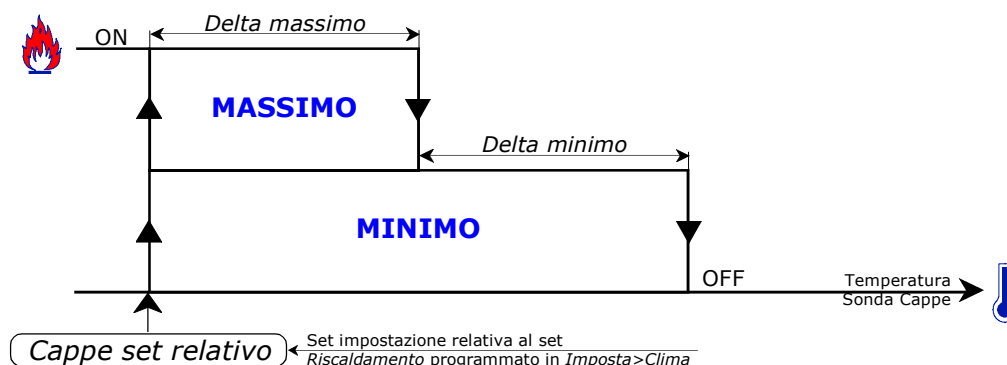 Delta massimo
ON
MASSIMO
Delta minimo
MINIMO
OFF
Temperatura
Sonda Cappe
Cappe set relativo
Set impostazione relativa al set
Riscaldamento programmato in Imposta>Clima